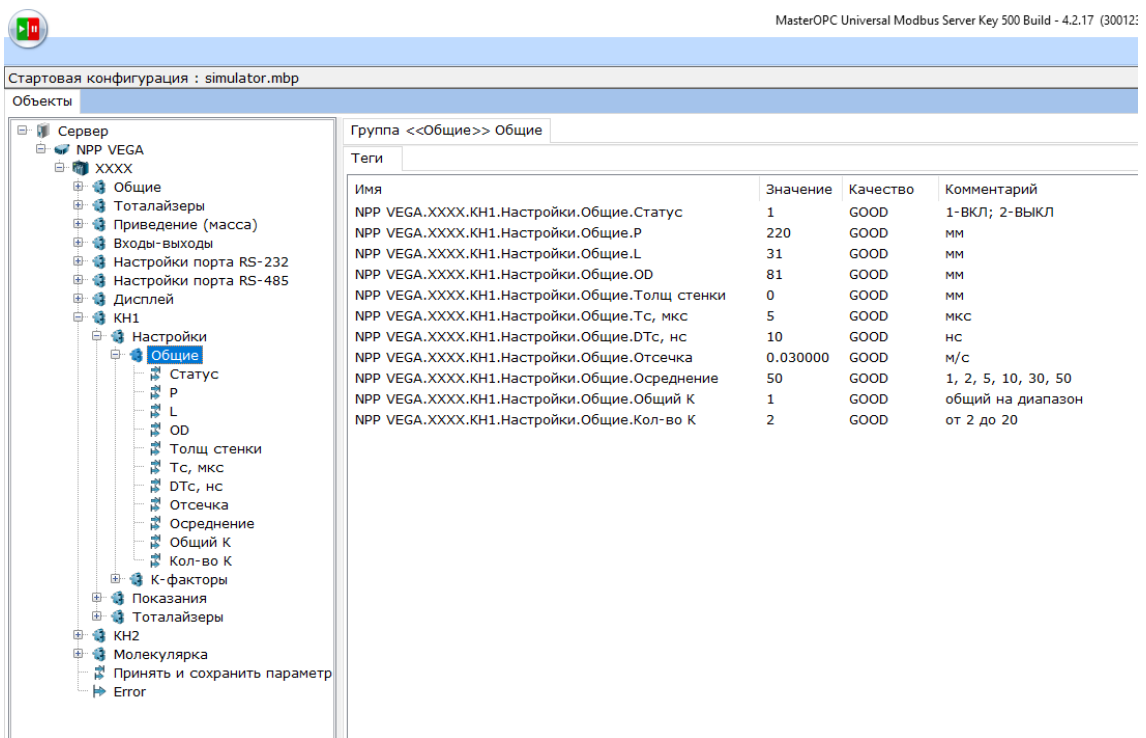 MasterOPC Universal Modbus Server Key 500 Build - 4.2.17 (300123
Стартовая конфигурация : simulator.mbp
Объекты
Сервер
NPP VEGA
XXXX
Общие
Тоталайзеры
Приведение (масса)
Входы-выходы
Настройки порта RS-232
Настройки порта RS-485
Дисплей
КН1
Настройки
Общие
Статус
P
L
OD
Толщ стенки
Тс, мкс
DTc, нс
Отсечка
Осреднение
Общий К
Кол-во К
К-факторы
Показания
Тоталайзеры
КН2
Молекулярка
Принять и сохранить параметр
Error
Группа <<Общие>> Общие
Теги
Имя Значение Качество Комментарий
NPP VEGA.XXXX.КН1.Настройки.Общие.Статус 1 GOOD 1-ВКЛ; 2-ВЫКЛ
NPP VEGA.XXXX.КН1.Настройки.Общие.P 220 GOOD мм
NPP VEGA.XXXX.КН1.Настройки.Общие.L 31 GOOD мм
NPP VEGA.XXXX.КН1.Настройки.Общие.OD 81 GOOD мм
NPP VEGA.XXXX.КН1.Настройки.Общие.Толщ стенки 0 GOOD мм
NPP VEGA.XXXX.КН1.Настройки.Общие.Тс, мкс 5 GOOD мкс
NPP VEGA.XXXX.КН1.Настройки.Общие.DTc, нс 10 GOOD нс
NPP VEGA.XXXX.КН1.Настройки.Общие.Отсечка 0.030000 GOOD м/с
NPP VEGA.XXXX.КН1.Настройки.Общие.Осреднение 50 GOOD 1, 2, 5, 10, 30, 50
NPP VEGA.XXXX.КН1.Настройки.Общие.Общий К 1 GOOD общий на диапазон
NPP VEGA.XXXX.КН1.Настройки.Общие.Кол-во К 2 GOOD от 2 до 20